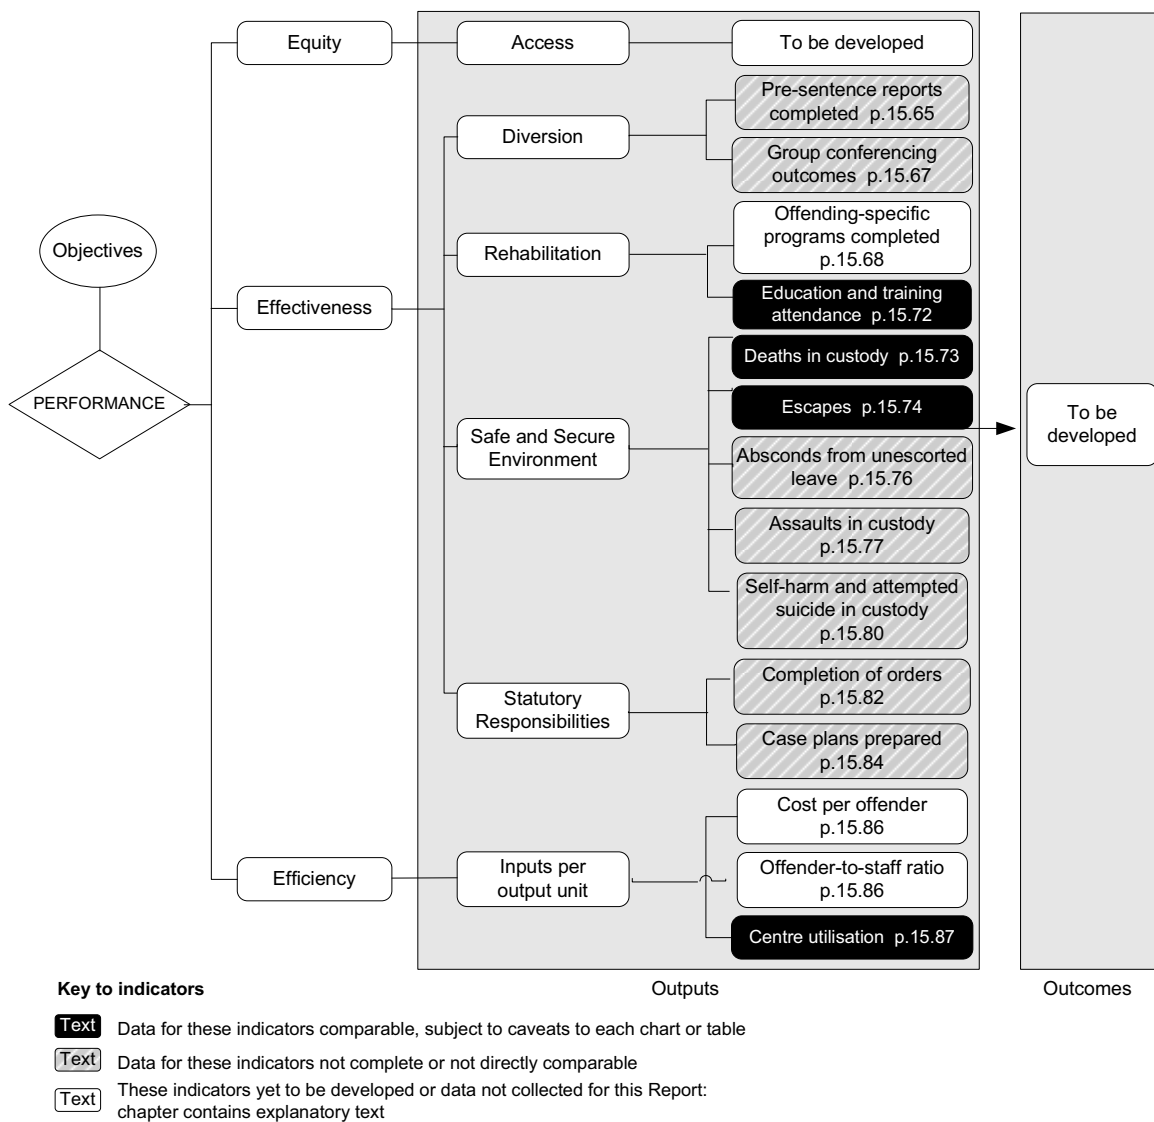 Objectives
PERFORMANCE
Equity
Access
To be developed
Effectiveness
Diversion
Pre-sentence reports
completed p.15.65
Group conferencing
outcomes p.15.67
Rehabilitation
Offending-specific
programs completed
p.15.68
Education and training
attendance p.15.72
Safe and Secure
Environment
Deaths in custody p.15.73
Escapes p.15.74
Absconds from unescorted
leave p.15.76
Assaults in custody
p.15.77
Self-harm and attempted
suicide in custody
p.15.80
Statutory
Responsibilities
Completion of orders
p.15.82
Case plans prepared
p.15.84
Efficiency
Inputs per
output unit
Cost per offender
p.15.86
Offender-to-staff ratio
p.15.86
Centre utilisation p.15.87
To be
developed
Outputs
Outcomes
Key to indicators
Text Data for these indicators comparable, subject to caveats to each chart or table
Text Data for these indicators not complete or not directly comparable
Text These indicators yet to be developed or data not collected for this Report:
chapter contains explanatory text